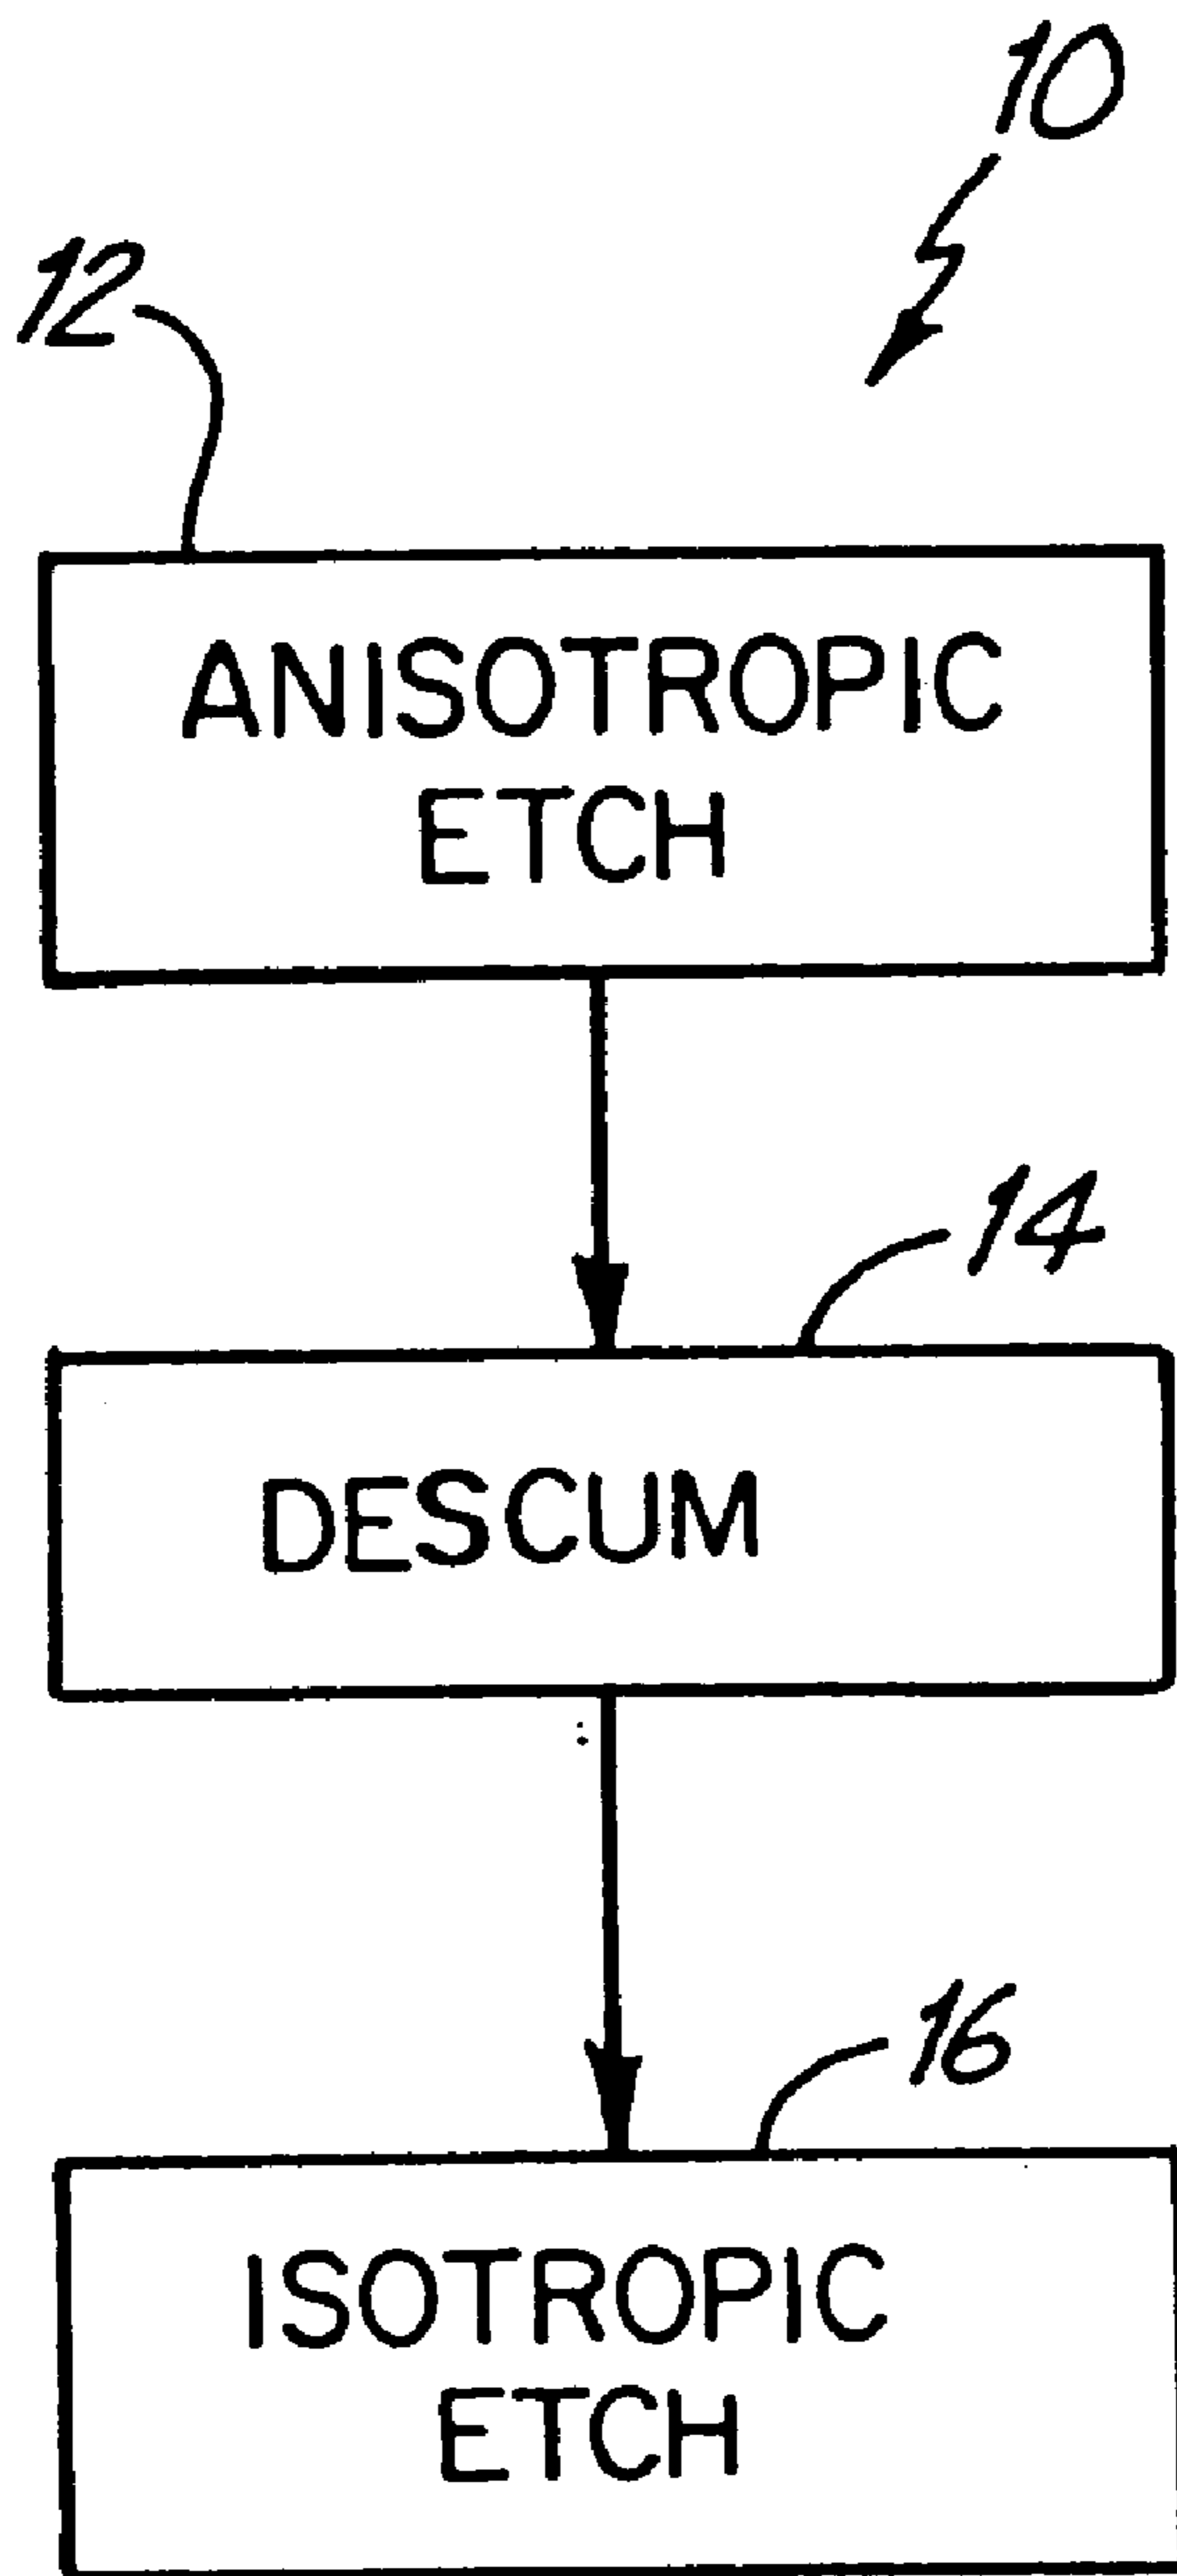 10
12
ANISOTROPIC
ETCH
14
DESCUM
16
ISOTROPIC
ETCH